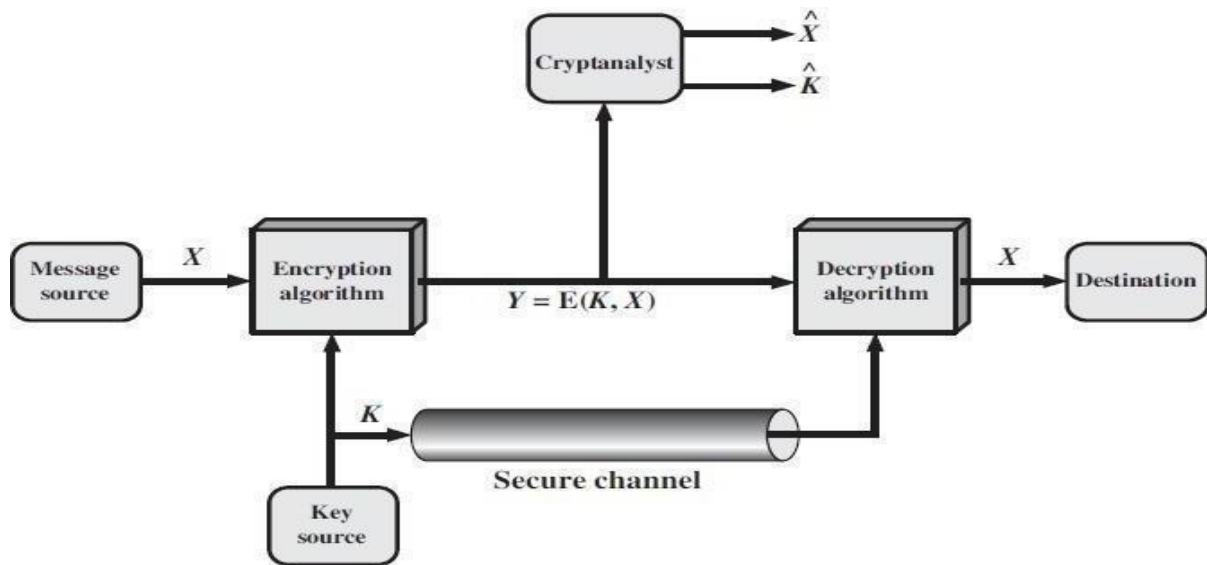 X̂
Cryptanalyst
K̂
Message
source
X
Encryption
algorithm
Y = E(K, X)
Decryption
algorithm
X
Destination
K
Secure channel
Key
source